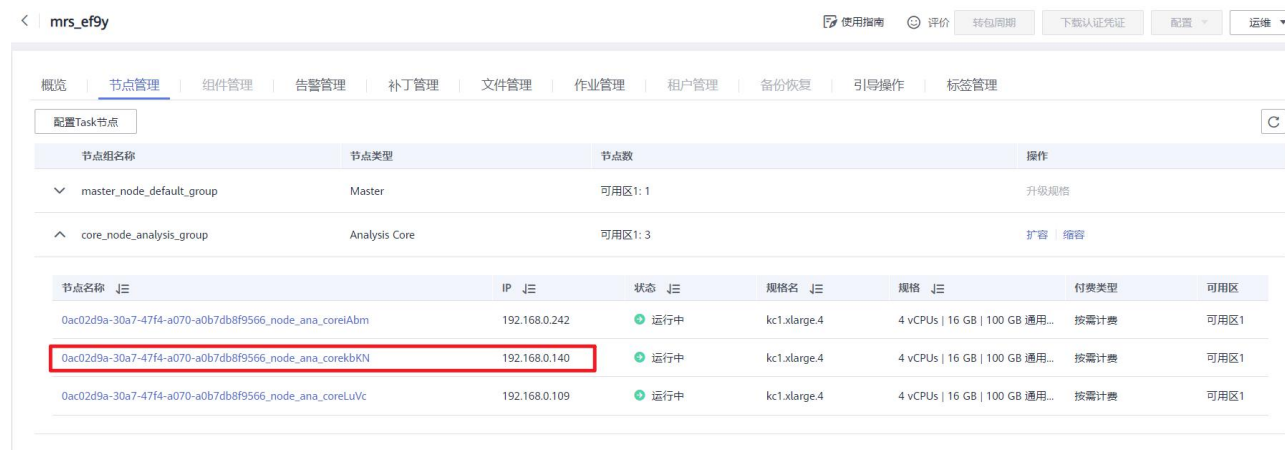 mrs_ef9y 使用指南 评价 转包周期 下载认证凭证 配置 运维
概览 节点管理 组件管理 告警管理 补丁管理 文件管理 作业管理 租户管理 备份恢复 引导操作 标签管理
配置Task节点
节点组名称 节点类型 节点数 操作
master_node_default_group Master 可用区1: 1 升级规格
core_node_analysis_group Analysis Core 可用区1: 3 扩容 缩容
节点名称 IP 状态 规格名 规格 付费类型 可用区
0ac02d9a-30a7-47f4-a070-a0b7db8f9566_node_ana_coreiAbm 192.168.0.242 运行中 kc1.xlarge.4 4 vCPUs | 16 GB | 100 GB 通用... 按需计费 可用区1
0ac02d9a-30a7-47f4-a070-a0b7db8f9566_node_ana_corekbKN 192.168.0.140 运行中 kc1.xlarge.4 4 vCPUs | 16 GB | 100 GB 通用... 按需计费 可用区1
0ac02d9a-30a7-47f4-a070-a0b7db8f9566_node_ana_coreLuVc 192.168.0.109 运行中 kc1.xlarge.4 4 vCPUs | 16 GB | 100 GB 通用... 按需计费 可用区1